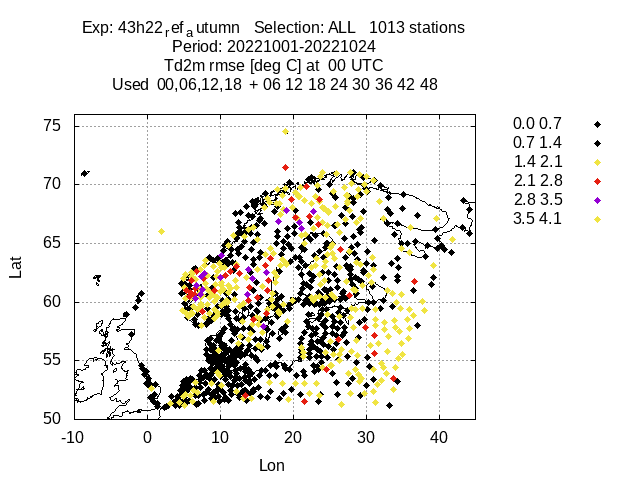 Exp: 43h22ref_autumn   Selection: ALL   1013 stations
Period: 20221001-20221024
Td2m rmse [deg C] at  00 UTC
Used  00,06,12,18  + 06 12 18 24 30 36 42 48
0.0 0.7
0.7 1.4
1.4 2.1
2.1 2.8
2.8 3.5
3.5 4.1
75
70
65
60
55
50
Lat
-10 0 10 20 30 40
Lon